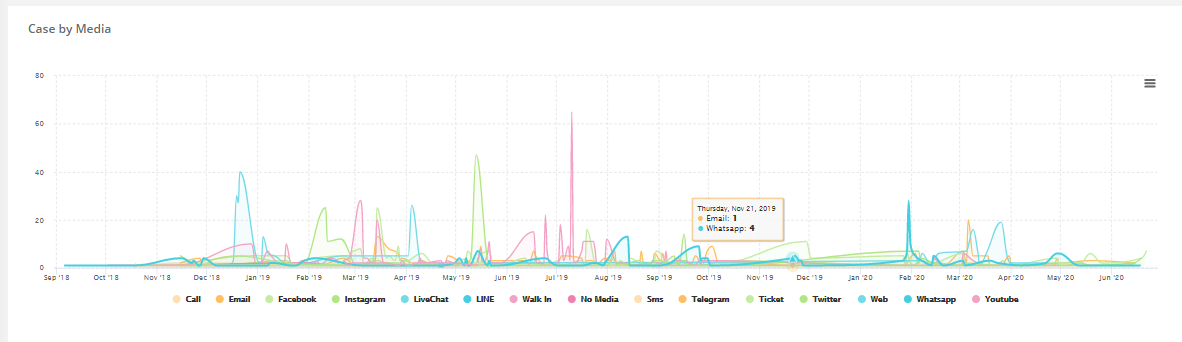 Case by Media
80
60
40
20
0
Sep '18 Oct '18 Nov '18 Dec '18 Jan '19 Feb '19 Mar '19 Apr '19 May '19 Jun '19 Jul '19 Aug '19 Sep '19 Oct '19 Nov '19 Dec '19 Jan '20 Feb '20 Mar '20 Apr '20 May '20 Jun '20
Thursday, Nov 21, 2019
Email: 1
Whatsapp: 4
Call Email Facebook Instagram LiveChat LINE Walk In No Media Sms Telegram Ticket Twitter Web Whatsapp Youtube